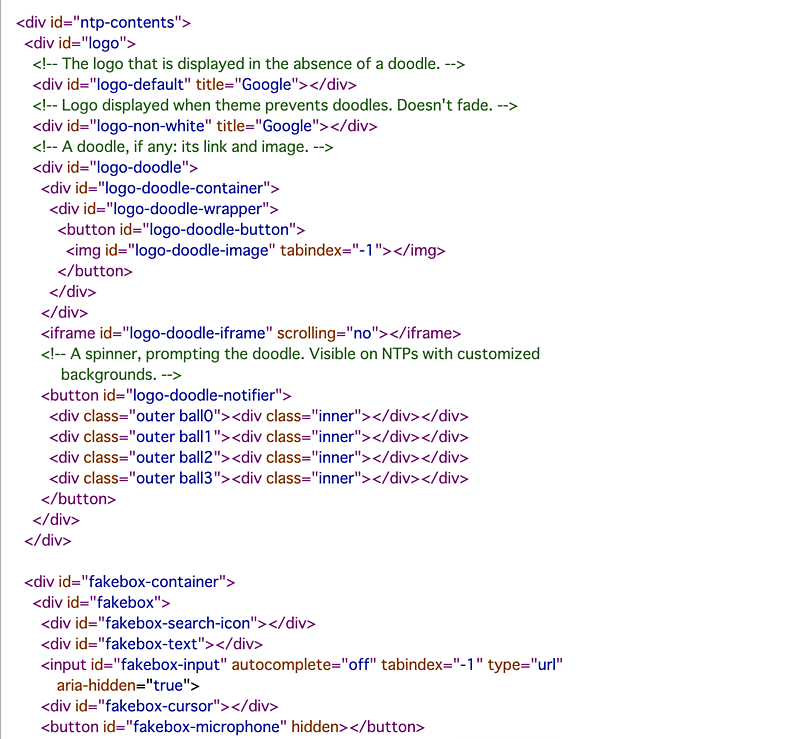 <div id="ntp-contents">
<div id="logo">
<!-- The logo that is displayed in the absence of a doodle. -->
<div id="logo-default" title="Google"></div>
<!-- Logo displayed when theme prevents doodles. Doesn't fade. -->
<div id="logo-non-white" title="Google"></div>
<!-- A doodle, if any: its link and image. -->
<div id="logo-doodle">
<div id="logo-doodle-container">
<div id="logo-doodle-wrapper">
<button id="logo-doodle-button">
<img id="logo-doodle-image" tabindex="-1"></img>
</button>
</div>
</div>
<iframe id="logo-doodle-iframe" scrolling="no"></iframe>
<!-- A spinner, prompting the doodle. Visible on NTPs with customized
backgrounds. -->
<button id="logo-doodle-notifier">
<div class="outer ball0"><div class="inner"></div></div>
<div class="outer ball1"><div class="inner"></div></div>
<div class="outer ball2"><div class="inner"></div></div>
<div class="outer ball3"><div class="inner"></div></div>
</button>
</div>
</div>
<div id="fakebox-container">
<div id="fakebox">
<div id="fakebox-search-icon"></div>
<div id="fakebox-text"></div>
<input id="fakebox-input" autocomplete="off" tabindex="-1" type="url"
aria-hidden="true">
<div id="fakebox-cursor"></div>
<button id="fakebox-microphone" hidden></button>